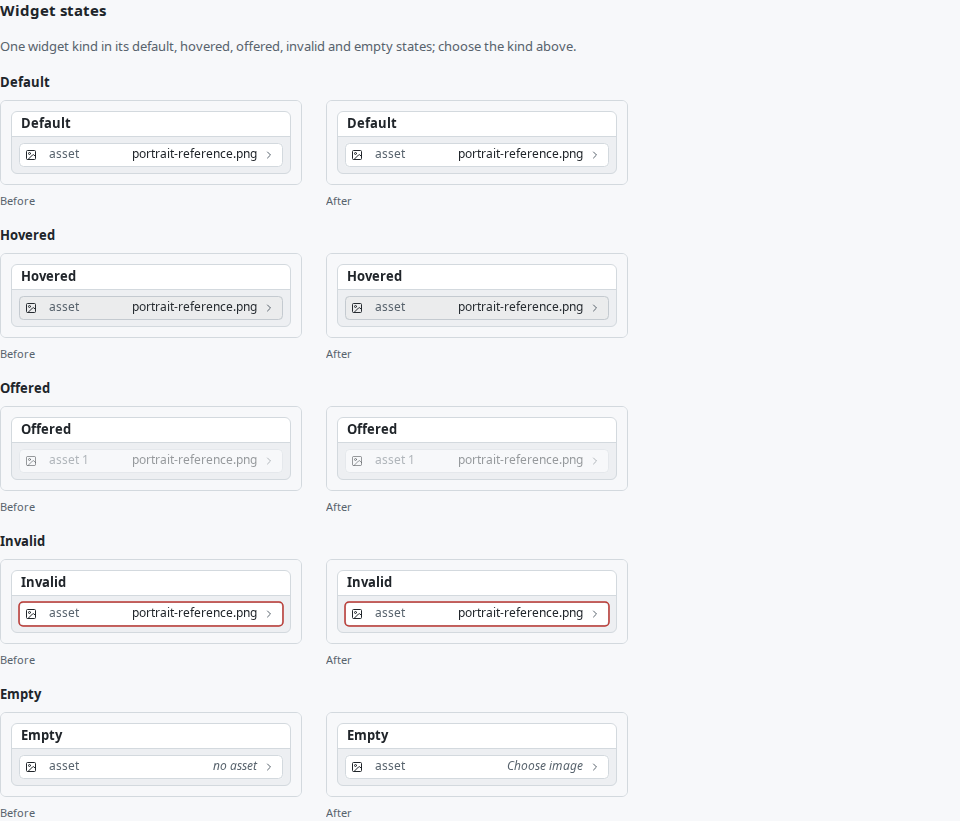 Widget states
One widget kind in its default, hovered, offered, invalid and empty states; choose the kind above.
Default
Default
asset portrait-reference.png
Before
Default
asset portrait-reference.png
After
Hovered
Hovered
asset portrait-reference.png
Before
Hovered
asset portrait-reference.png
After
Offered
Offered
asset 1 portrait-reference.png
Before
Offered
asset 1 portrait-reference.png
After
Invalid
Invalid
asset portrait-reference.png
Before
Invalid
asset portrait-reference.png
After
Empty
Empty
asset no asset
Before
Empty
asset Choose image
After